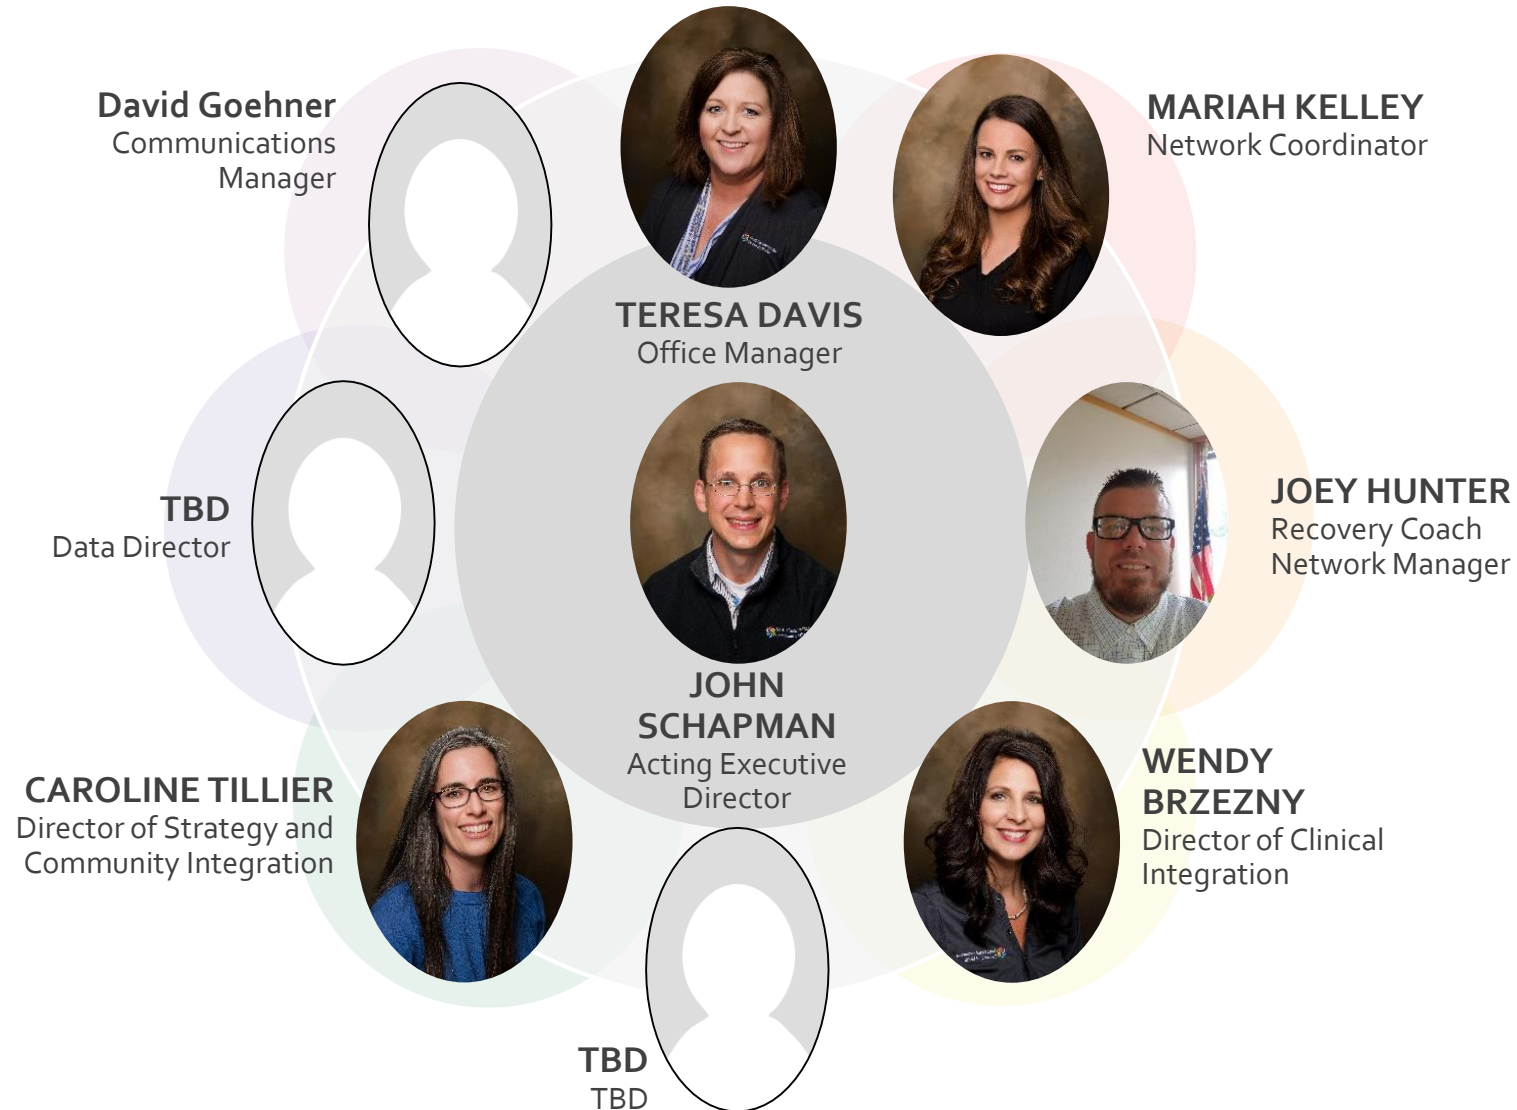 David Goehner
Communications
Manager
TERESA DAVIS
Office Manager
MARIAH KELLEY
Network Coordinator
TBD
Data Director
JOHN
SCHAPMAN
Acting Executive
Director
JOEY HUNTER
Recovery Coach
Network Manager
CAROLINE TILLIER
Director of Strategy and
Community Integration
WENDY
BRZEZNY
Director of Clinical
Integration
TBD
TBD